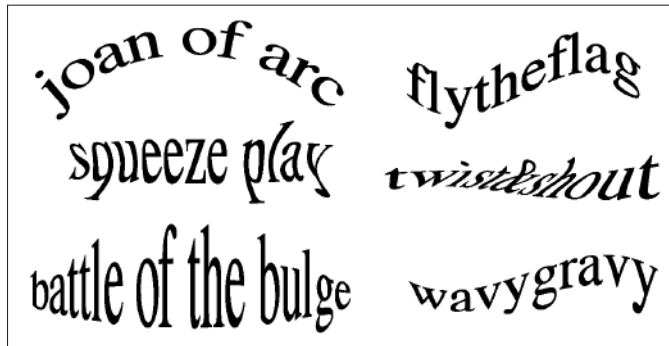 joan of arc
squeeze play
battle of the bulge
flytheflag
twist&shout
wavygravy